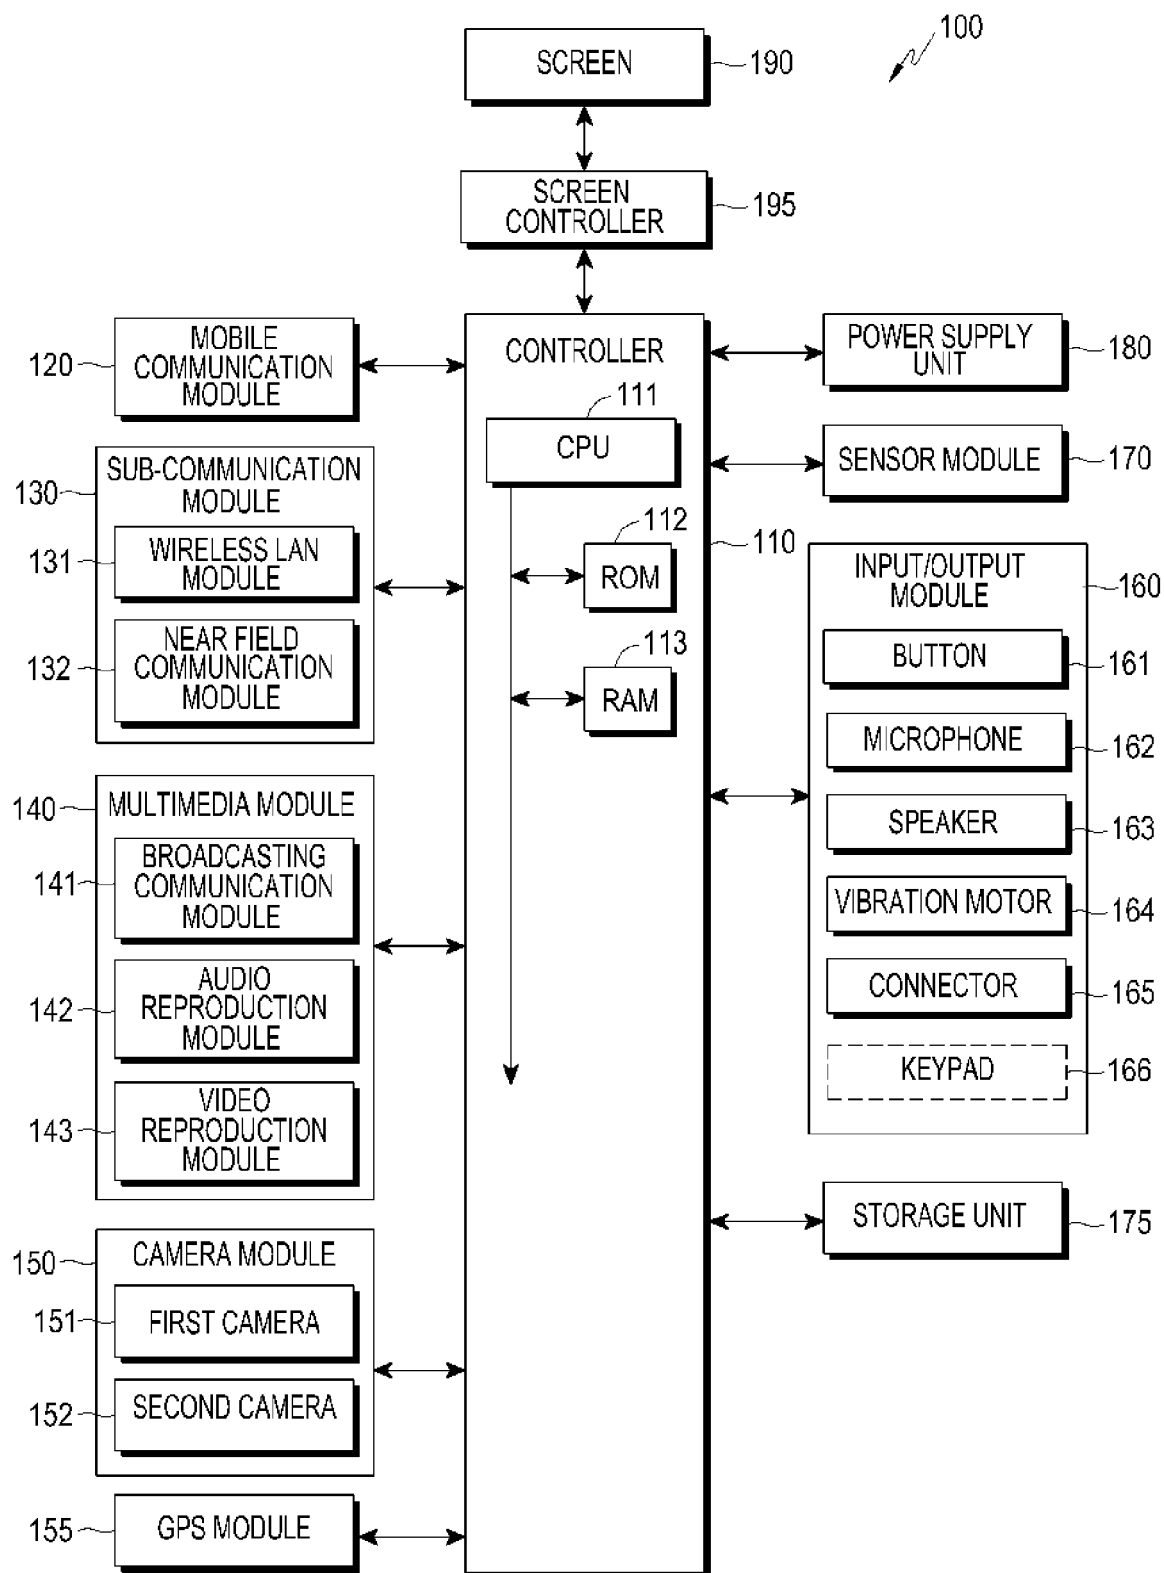 100
SCREEN
190
SCREEN
CONTROLLER
195
MOBILE
COMMUNICATION
MODULE
120
SUB-COMMUNICATION
MODULE
130
WIRELESS LAN
MODULE
131
NEAR FIELD
COMMUNICATION
MODULE
132
MULTIMEDIA MODULE
140
BROADCASTING
COMMUNICATION
MODULE
141
AUDIO
REPRODUCTION
MODULE
142
VIDEO
REPRODUCTION
MODULE
143
CAMERA MODULE
150
FIRST CAMERA
151
SECOND CAMERA
152
GPS MODULE
155
CONTROLLER
110
111
CPU
112
ROM
113
RAM
POWER SUPPLY
UNIT
180
SENSOR MODULE
170
INPUT/OUTPUT
MODULE
160
BUTTON
161
MICROPHONE
162
SPEAKER
163
VIBRATION MOTOR
164
CONNECTOR
165
KEYPAD
166
STORAGE UNIT
175